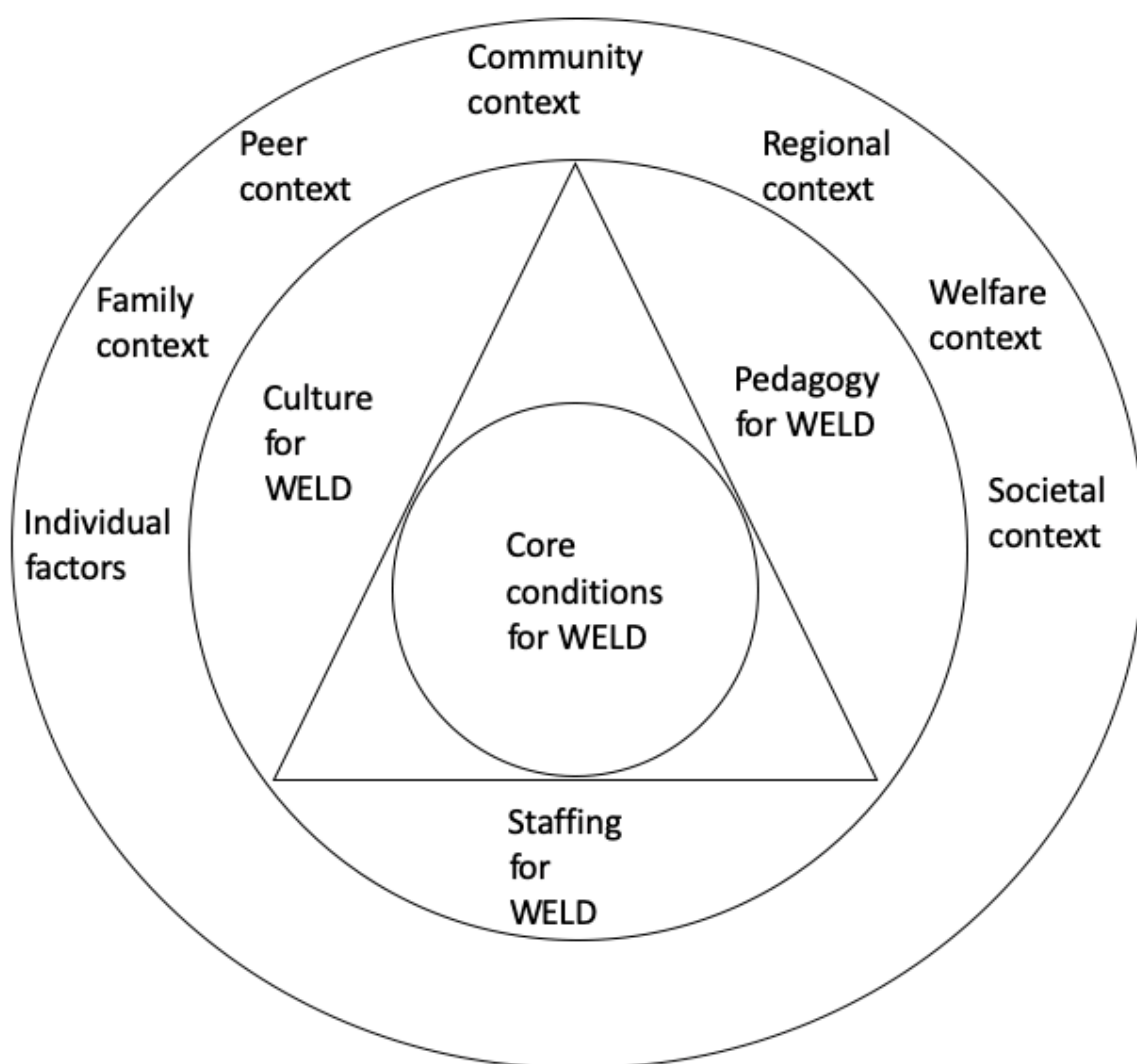 Community
context
Peer
context
Regional
context
Family
context
Welfare
context
Culture
for
WELD
Pedagogy
for WELD
Individual
factors
Societal
context
Core
conditions
for WELD
Staffing
for
WELD